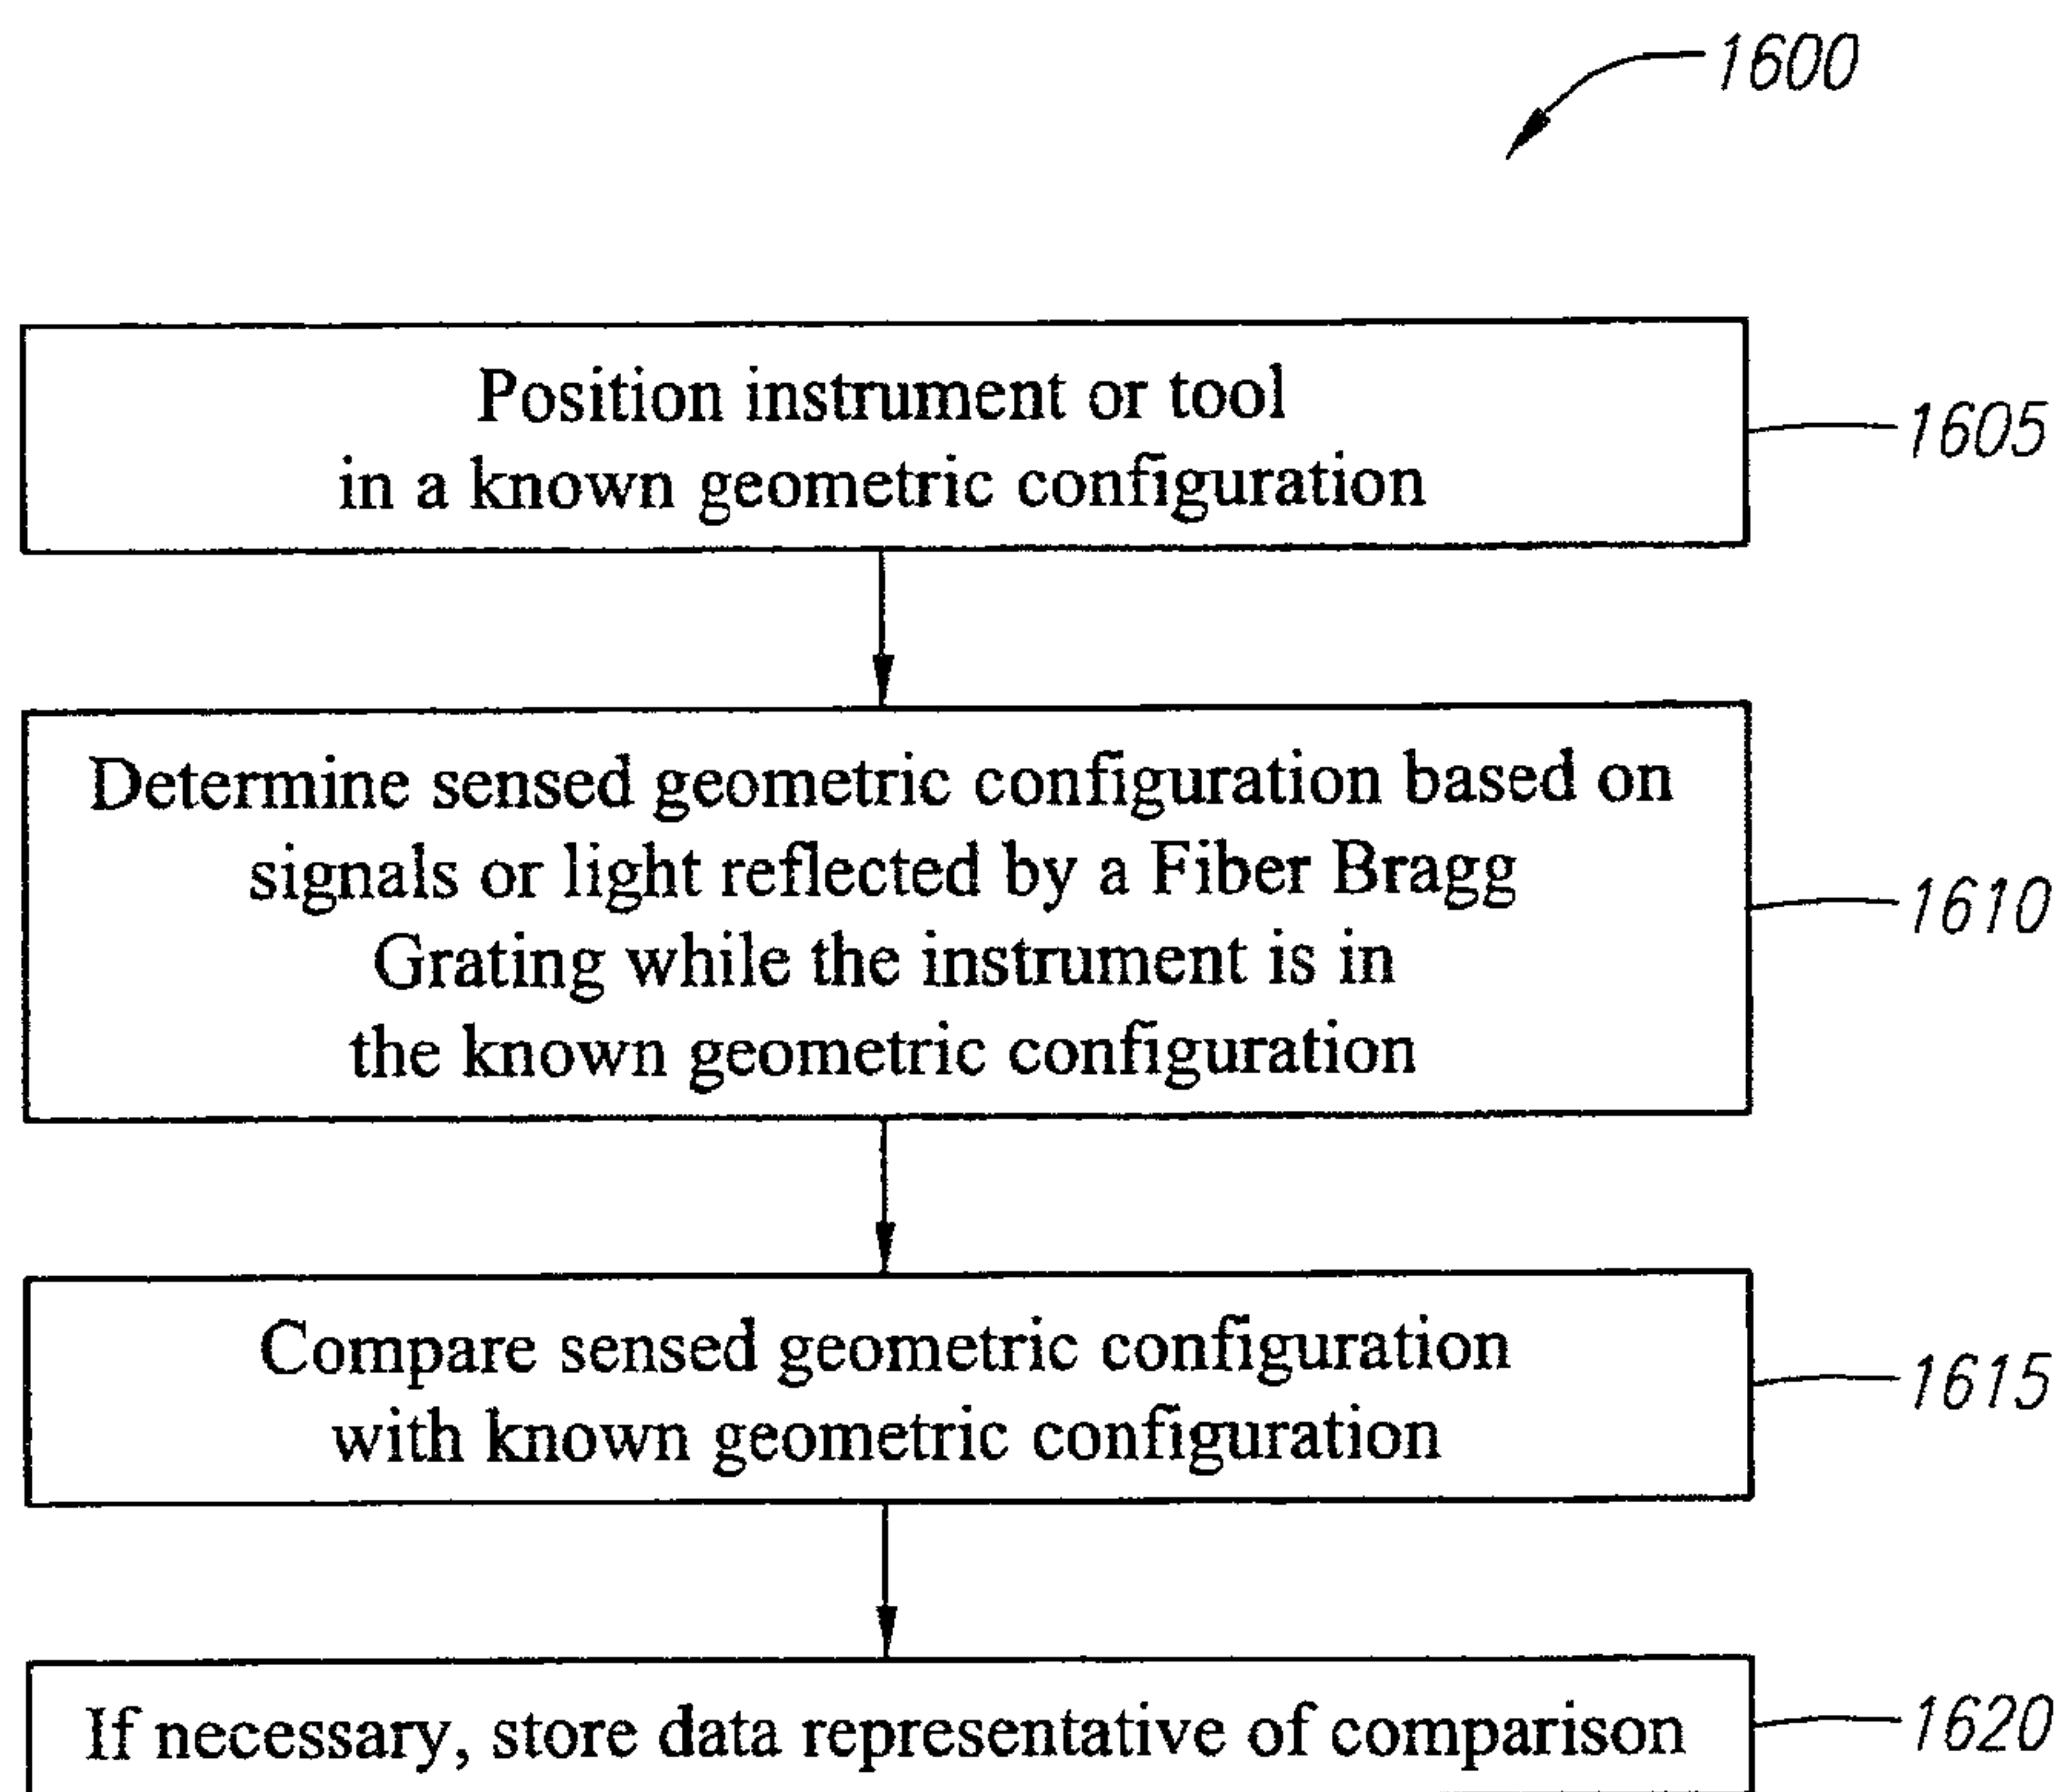 1600
Position instrument or tool
in a known geometric configuration
1605
Determine sensed geometric configuration based on
signals or light reflected by a Fiber Bragg
Grating while the instrument is in
the known geometric configuration
1610
Compare sensed geometric configuration
with known geometric configuration
1615
If necessary, store data representative of comparison
1620